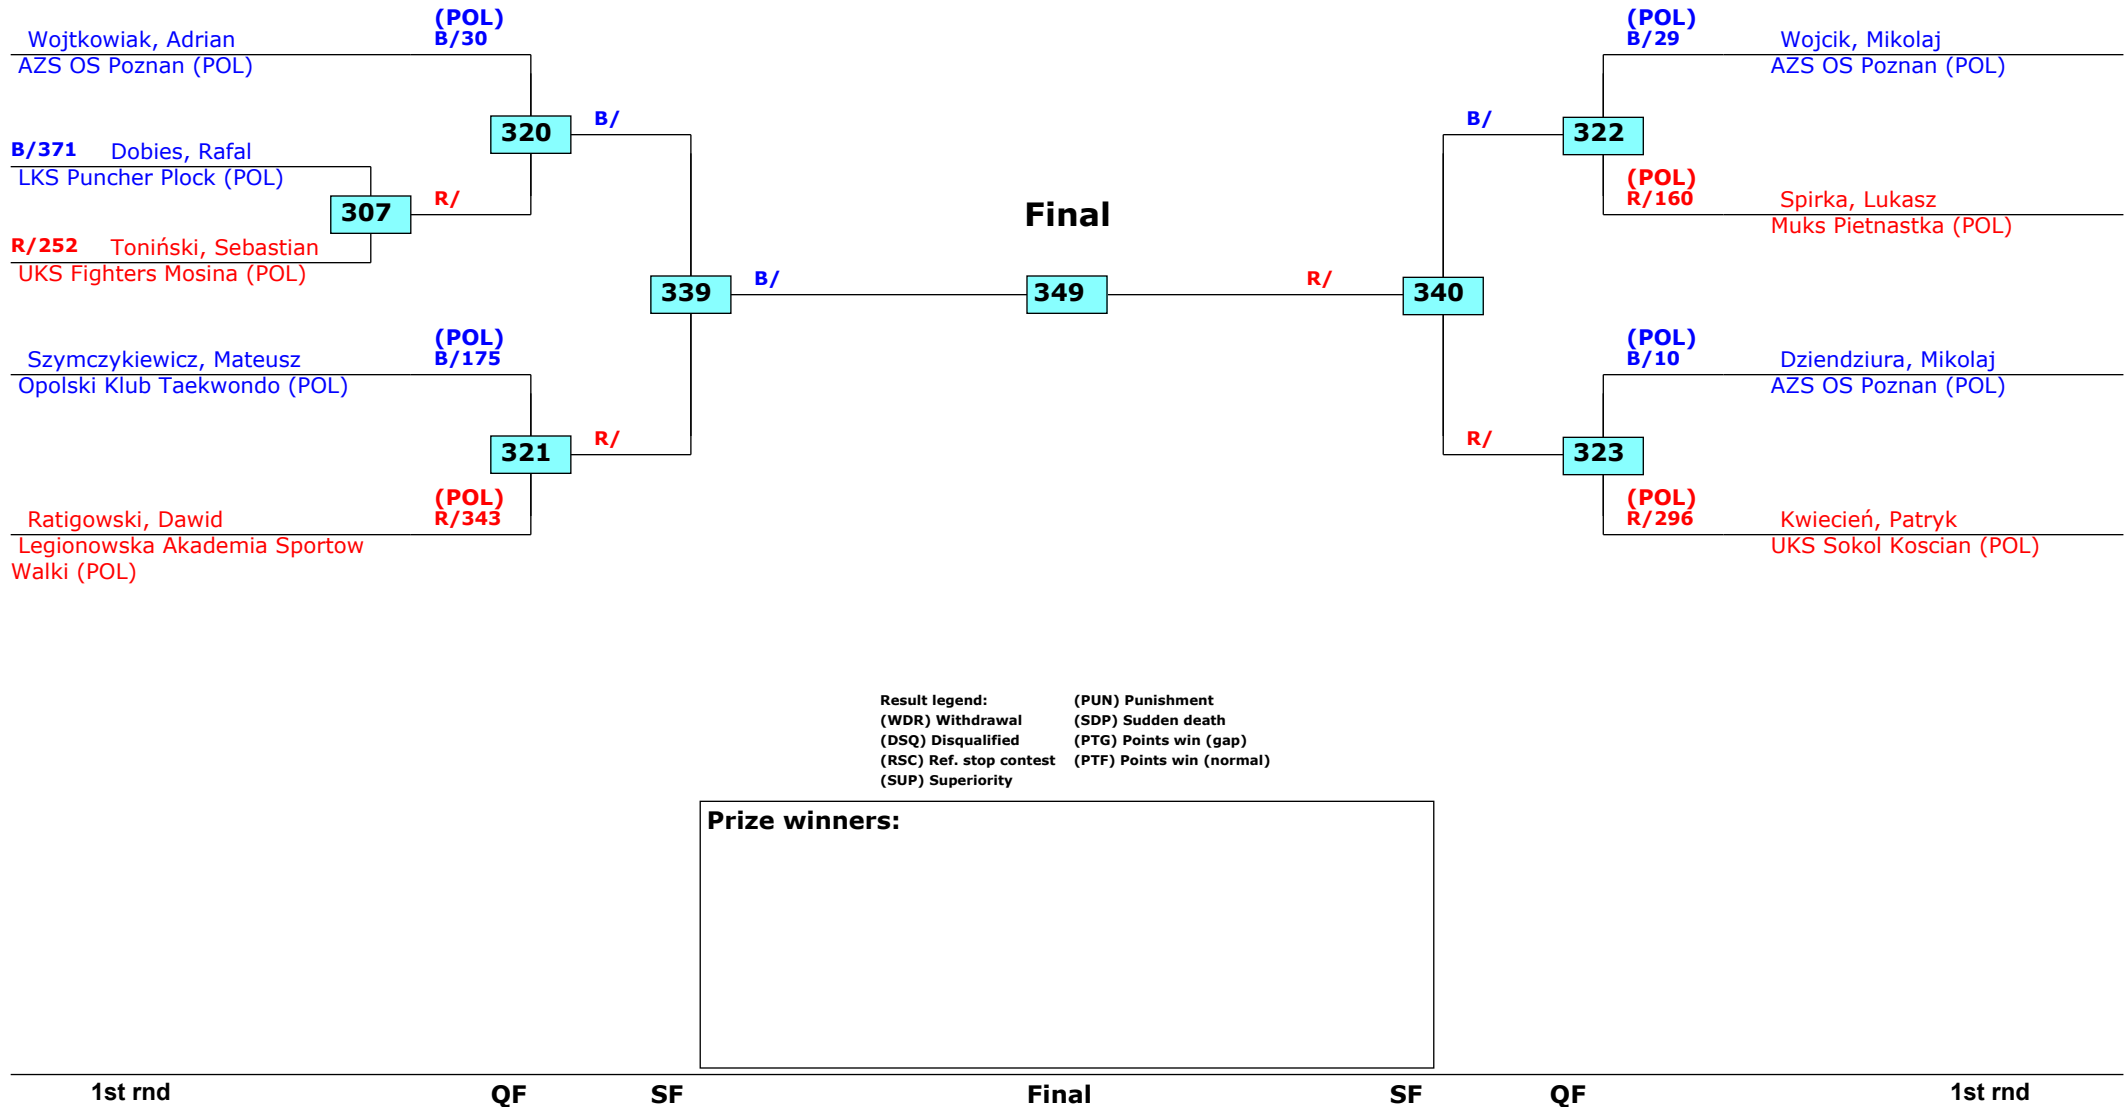 (POL)
B/30
Wojtkowiak, Adrian
AZS OS Poznan (POL)
320
B/
B/371 Dobies, Rafal
LKS Puncher Plock (POL)
307
R/
R/252 Toniński, Sebastian
UKS Fighters Mosina (POL)
339
B/
(POL)
B/175
Szymczykiewicz, Mateusz
Opolski Klub Taekwondo (POL)
321
R/
(POL)
R/343
Ratigowski, Dawid
Legionowska Akademia Sportow
Walki (POL)
Final
349
(POL)
B/29
Wojcik, Mikolaj
AZS OS Poznan (POL)
B/
322
(POL)
R/160
Spirka, Lukasz
Muks Pietnastka (POL)
R/
340
(POL)
B/10
Dziendziura, Mikolaj
AZS OS Poznan (POL)
R/
323
(POL)
R/296
Kwiecień, Patryk
UKS Sokol Koscian (POL)
Result legend: (PUN) Punishment
(WDR) Withdrawal (SDP) Sudden death
(DSQ) Disqualified (PTG) Points win (gap)
(RSC) Ref. stop contest (PTF) Points win (normal)
(SUP) Superiority
Prize winners:
1st rnd QF SF Final SF QF 1st rnd